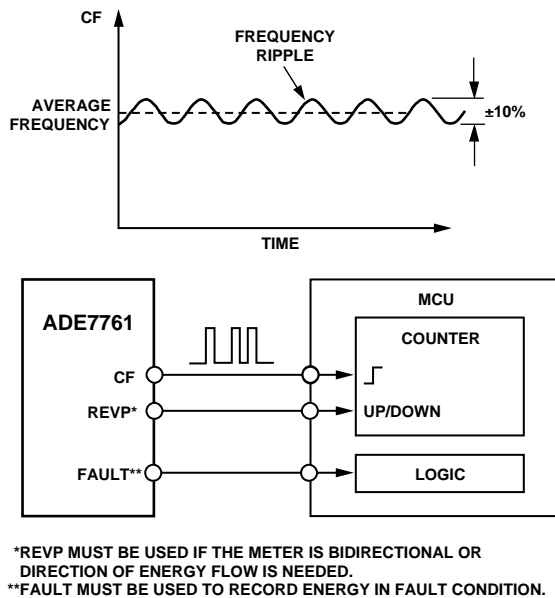 CF
FREQUENCY
RIPPLE
AVERAGE
FREQUENCY
±10%
TIME
ADE7761
MCU
COUNTER
CF
REVP*
UP/DOWN
FAULT**
LOGIC
*REVP MUST BE USED IF THE METER IS BIDIRECTIONAL OR
DIRECTION OF ENERGY FLOW IS NEEDED.
**FAULT MUST BE USED TO RECORD ENERGY IN FAULT CONDITION.